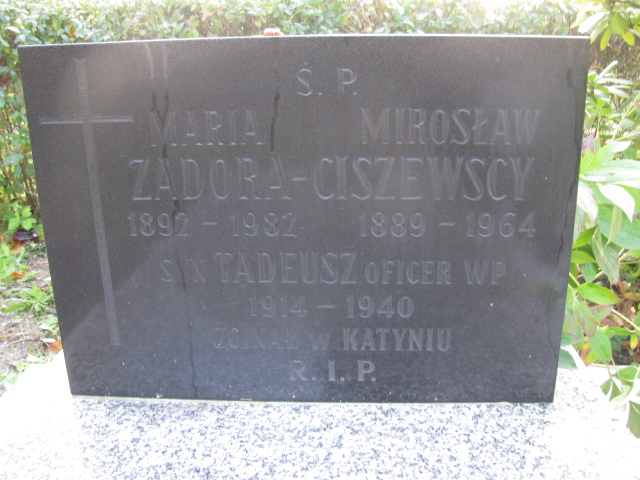 Ś. P.
MARIA MIROSŁAW
ZADORA-CISZEWSCY
1892 - 1982 1889 - 1964
SYN TADEUSZ OFICER WP
1914 - 1940
ZGINĄŁ W KATYNIU
R. I. P.